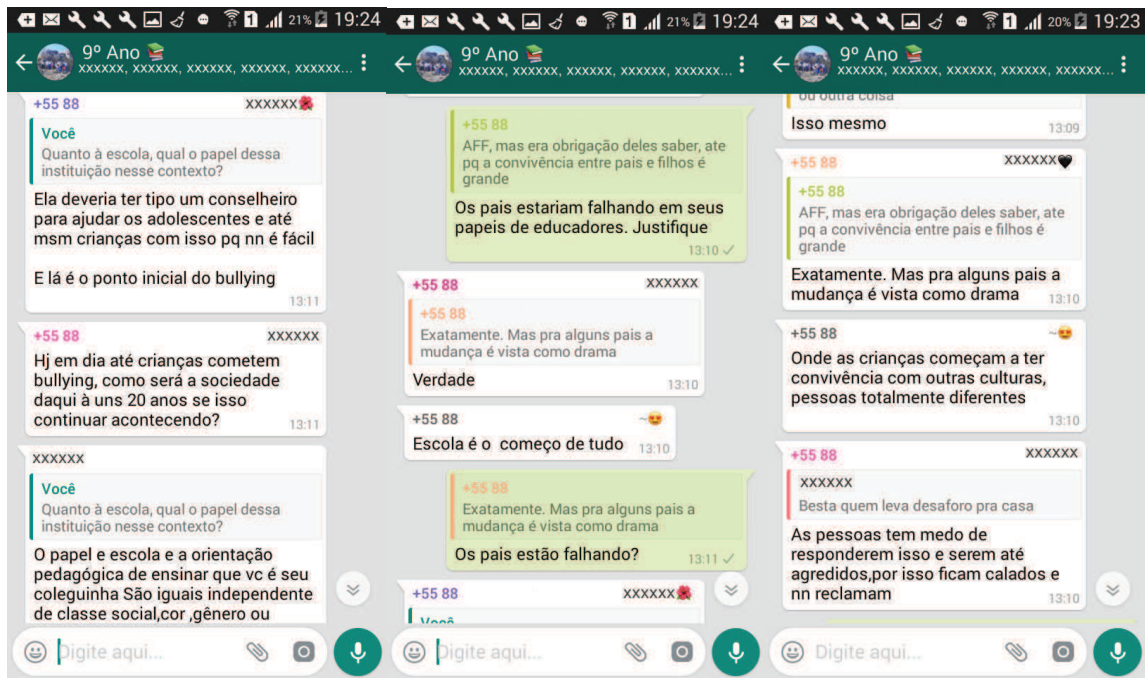 21% 19:24
9º Ano
xxxxxx, xxxxxx, xxxxxx, xxxxxx, xxxxxx...
+55 88 xxxxxx
Você
Quanto à escola, qual o papel dessa
instituição nesse contexto?
Ela deveria ter tipo um conselheiro
para ajudar os adolescentes e até
msm crianças com isso pq nn é fácil
E lá é o ponto inicial do bullying
13:11
+55 88 xxxxxx
Hj em dia até crianças cometem
bullying, como será a sociedade
daqui à uns 20 anos se isso
continuar acontecendo?
13:11
xxxxxx
Você
Quanto à escola, qual o papel dessa
instituição nesse contexto?
O papel e escola e a orientação
pedagógica de ensinar que vc é seu
coleguinha São iguais independente
de classe social,cor ,gênero ou
Digite aqui...
1 21% 19:24
9º Ano
xxxxxx, xxxxxx, xxxxxx, xxxxxx, xxxxxx...
+55 88
AFF, mas era obrigação deles saber, ate
pq a convivência entre pais e filhos é
grande
Os pais estariam falhando em seus
papeis de educadores. Justifique
13:10
+55 88 xxxxxx
+55 88
Exatamente. Mas pra alguns pais a
mudança é vista como drama
Verdade 13:10
+55 88 ~😍
Escola é o começo de tudo 13:10
+55 88
Exatamente. Mas pra alguns pais a
mudança é vista como drama
Os pais estão falhando? 13:11
+55 88 xxxxxx
Você
Digite aqui...
1 20% 19:23
9º Ano
xxxxxx, xxxxxx, xxxxxx, xxxxxx, xxxxxx...
ou outra coisa
Isso mesmo 13:09
+55 88 xxxxxx
+55 88
AFF, mas era obrigação deles saber, ate
pq a convivência entre pais e filhos é
grande
Exatamente. Mas pra alguns pais a
mudança é vista como drama 13:10
+55 88 ~😍
Onde as crianças começam a ter
convivência com outras culturas,
pessoas totalmente diferentes
13:10
+55 88 xxxxxx
xxxxxx
Besta quem leva desaforo pra casa
As pessoas tem medo de
responderem isso e serem até
agredidos,por isso ficam calados e
nn reclamam 13:10
Digite aqui...